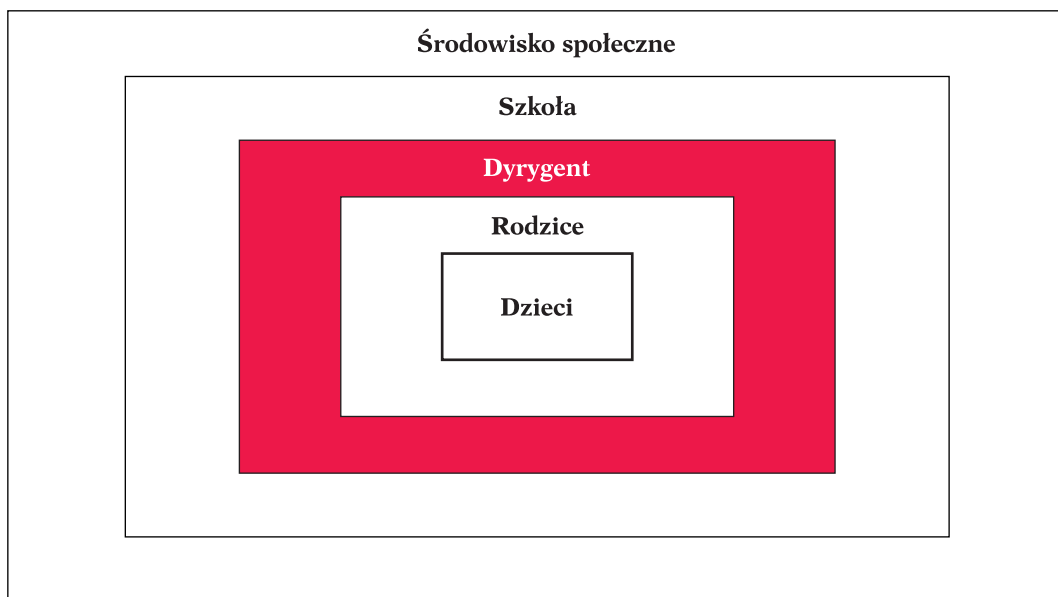 Środowisko społeczne
Szkoła
Dyrygent
Rodzice
Dzieci